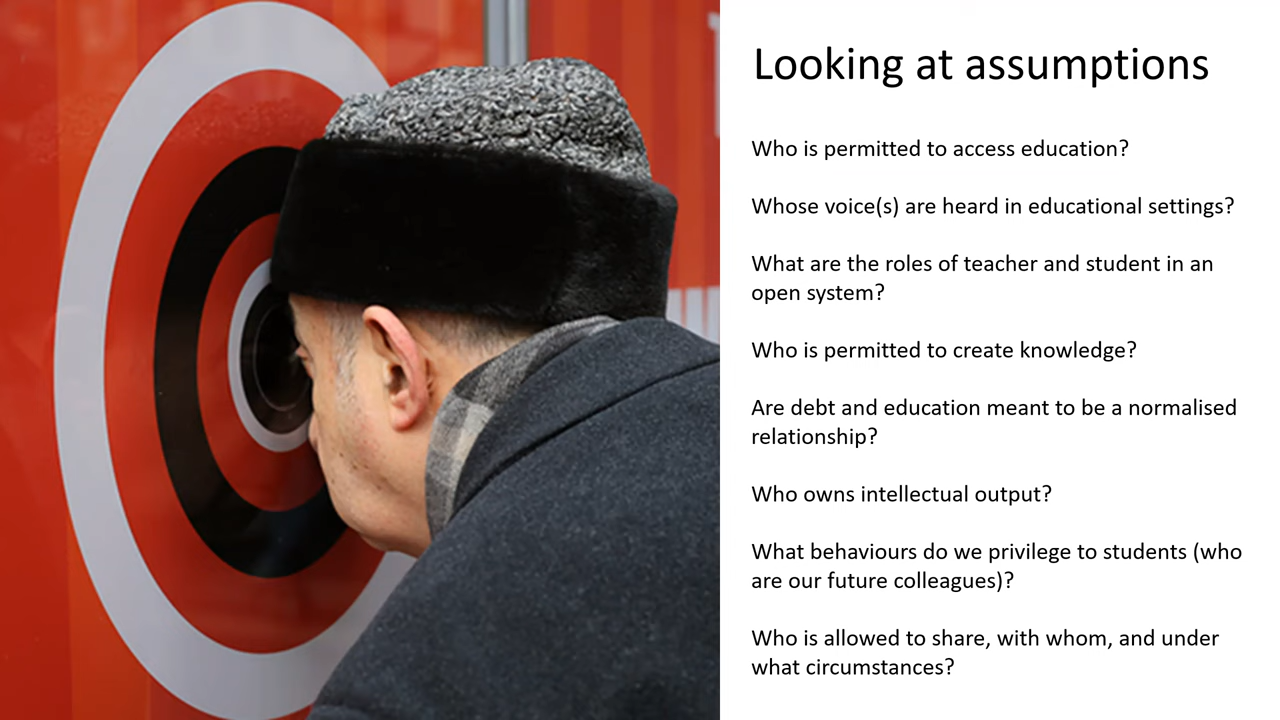 Looking at assumptions
Who is permitted to access education?
Whose voice(s) are heard in educational settings?
What are the roles of teacher and student in an
open system?
Who is permitted to create knowledge?
Are debt and education meant to be a normalised
relationship?
Who owns intellectual output?
What behaviours do we privilege to students (who
are our future colleagues)?
Who is allowed to share, with whom, and under
what circumstances?